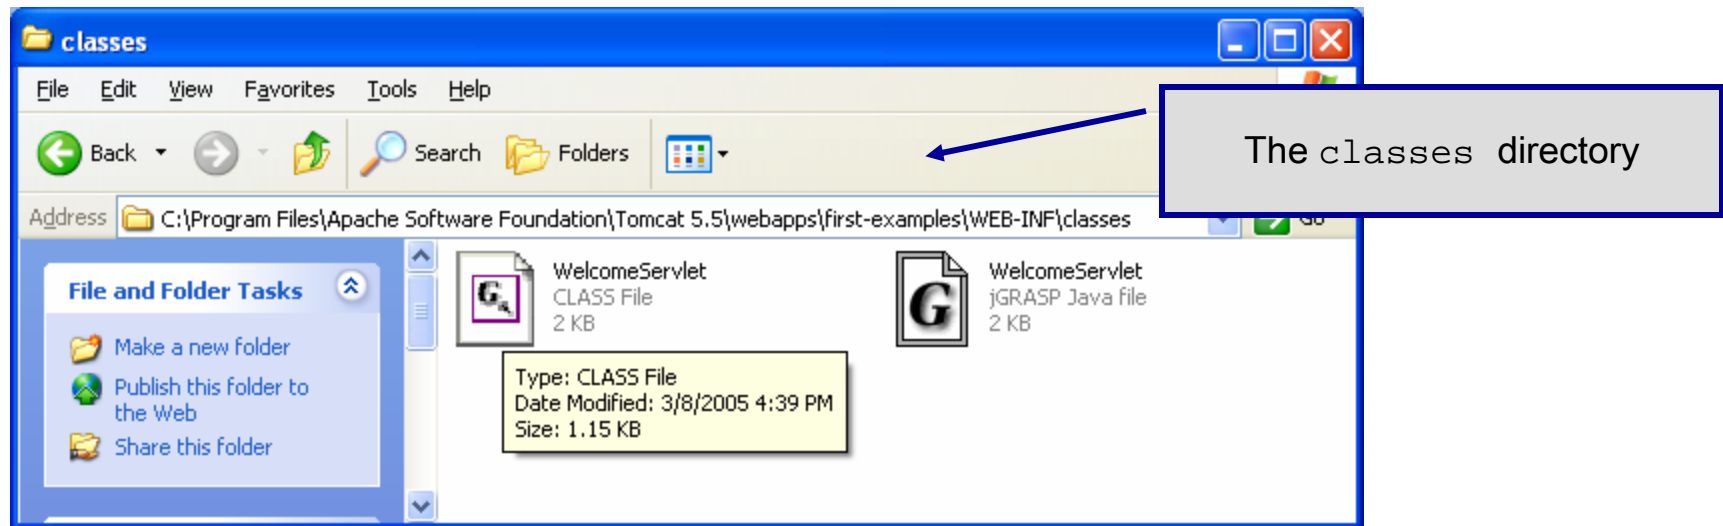 classes
File Edit View Favorites Tools Help
The classes directory
Back Search Folders
Address C:\Program Files\Apache Software Foundation\Tomcat 5.5\webapps\first-examples\WEB-INF\classes
File and Folder Tasks
Make a new folder
Publish this folder to
the Web
Share this folder
WelcomeServlet
CLASS File
2 KB
WelcomeServlet
jGRASP Java file
2 KB
Type: CLASS File
Date Modified: 3/8/2005 4:39 PM
Size: 1.15 KB